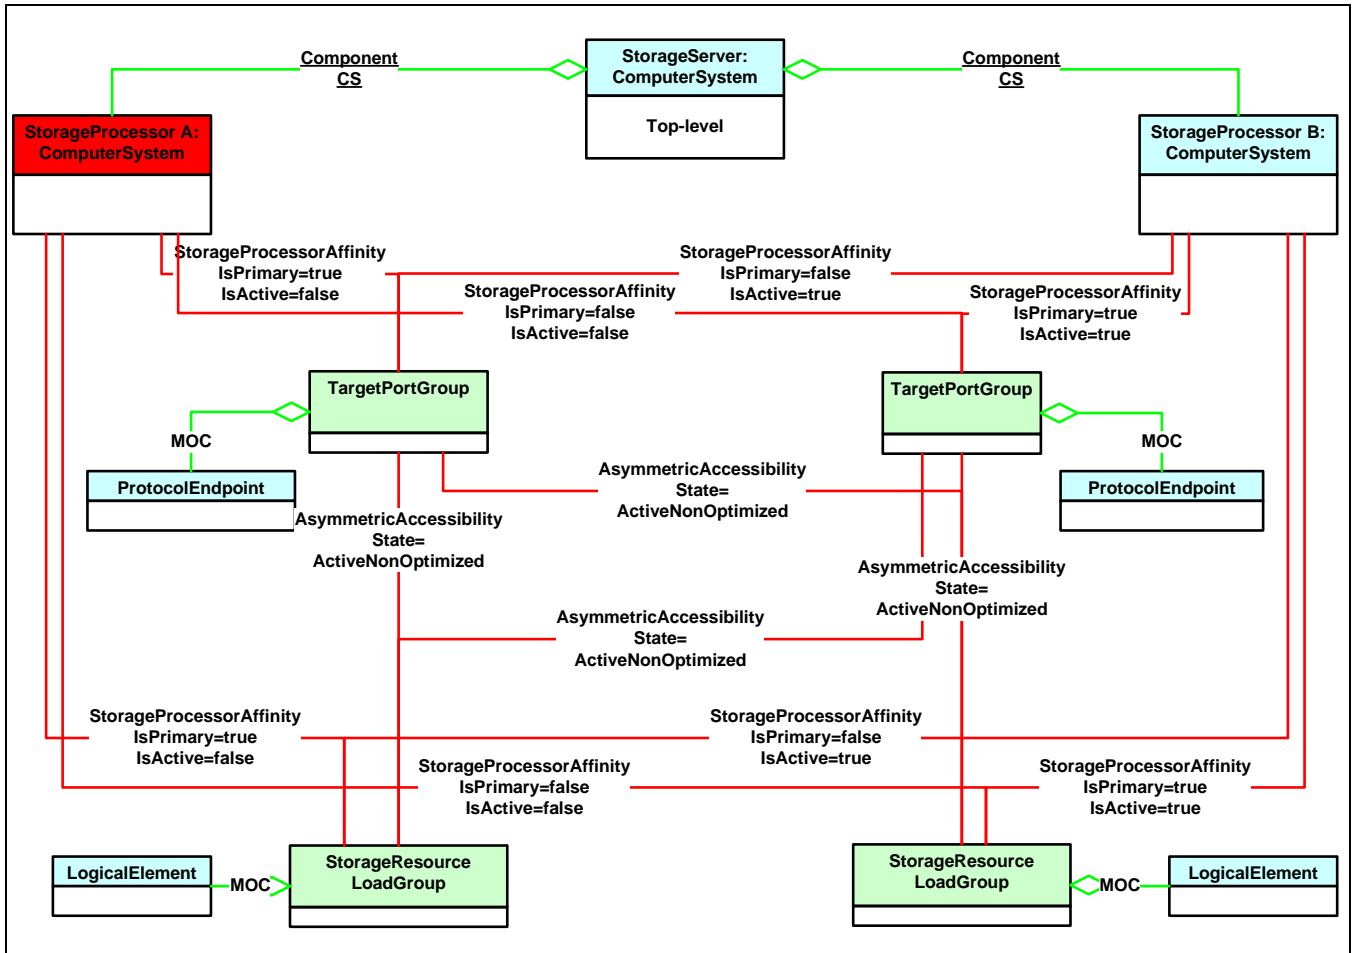 Component
CS
StorageServer:
ComputerSystem
Top-level
Component
CS
StorageProcessor A:
ComputerSystem
StorageProcessor B:
ComputerSystem
StorageProcessorAffinity
IsPrimary=true
IsActive=false
StorageProcessorAffinity
IsPrimary=false
IsActive=true
StorageProcessorAffinity
IsPrimary=false
IsActive=false
StorageProcessorAffinity
IsPrimary=true
IsActive=true
TargetPortGroup
TargetPortGroup
MOC
MOC
ProtocolEndpoint
ProtocolEndpoint
AsymmetricAccessibility
State=
ActiveNonOptimized
AsymmetricAccessibility
State=
ActiveNonOptimized
AsymmetricAccessibility
State=
ActiveNonOptimized
AsymmetricAccessibility
State=
ActiveNonOptimized
StorageProcessorAffinity
IsPrimary=true
IsActive=false
StorageProcessorAffinity
IsPrimary=false
IsActive=true
StorageProcessorAffinity
IsPrimary=false
IsActive=false
StorageProcessorAffinity
IsPrimary=true
IsActive=true
LogicalElement
MOC
StorageResource
LoadGroup
StorageResource
LoadGroup
MOC
LogicalElement